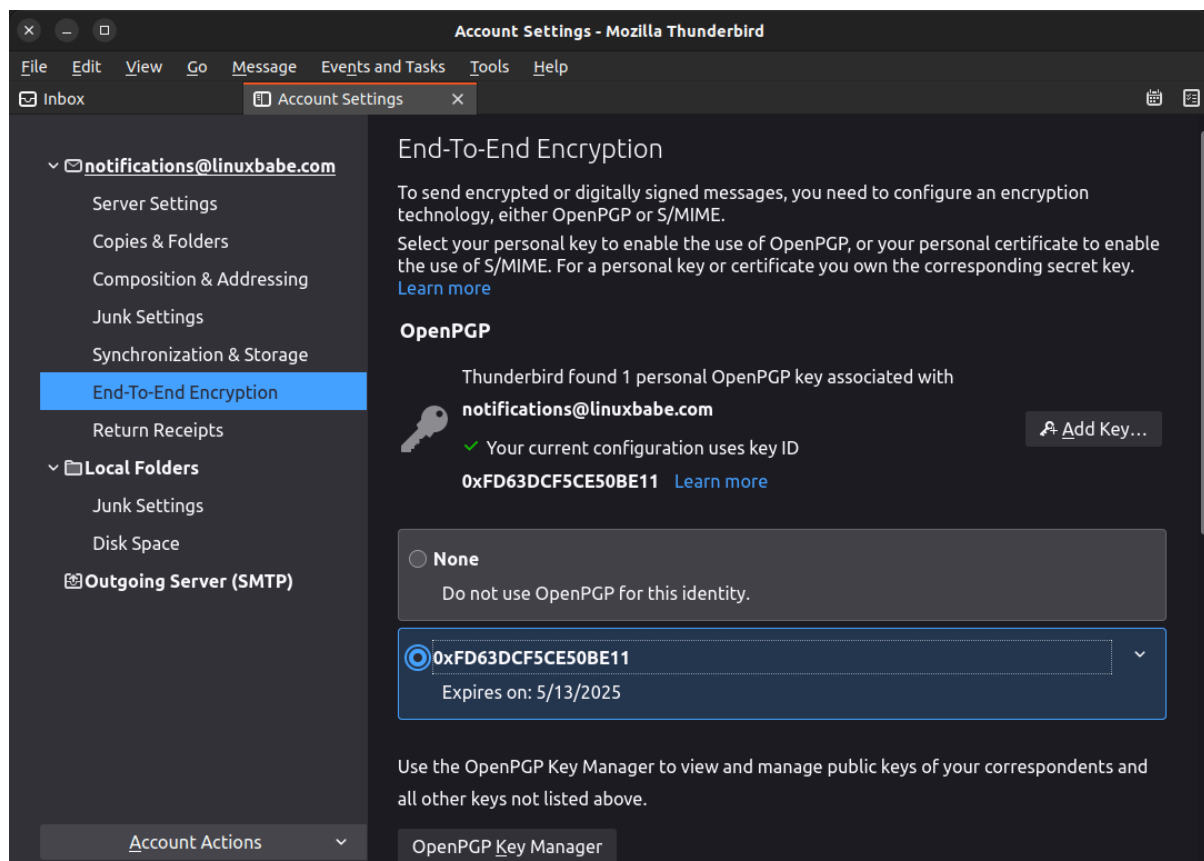 Account Settings - Mozilla Thunderbird
File Edit View Go Message Events and Tasks Tools Help
Inbox
Account Settings
notifications@linuxbabe.com
Server Settings
Copies & Folders
Composition & Addressing
Junk Settings
Synchronization & Storage
End-To-End Encryption
Return Receipts
Local Folders
Junk Settings
Disk Space
Outgoing Server (SMTP)
Account Actions
End-To-End Encryption
To send encrypted or digitally signed messages, you need to configure an encryption
technology, either OpenPGP or S/MIME.
Select your personal key to enable the use of OpenPGP, or your personal certificate to enable
the use of S/MIME. For a personal key or certificate you own the corresponding secret key.
Learn more
OpenPGP
Thunderbird found 1 personal OpenPGP key associated with
notifications@linuxbabe.com
Your current configuration uses key ID
0xFD63DCF5CE50BE11 Learn more
Add Key...
None
Do not use OpenPGP for this identity.
0xFD63DCF5CE50BE11
Expires on: 5/13/2025
Use the OpenPGP Key Manager to view and manage public keys of your correspondents and
all other keys not listed above.
OpenPGP Key Manager